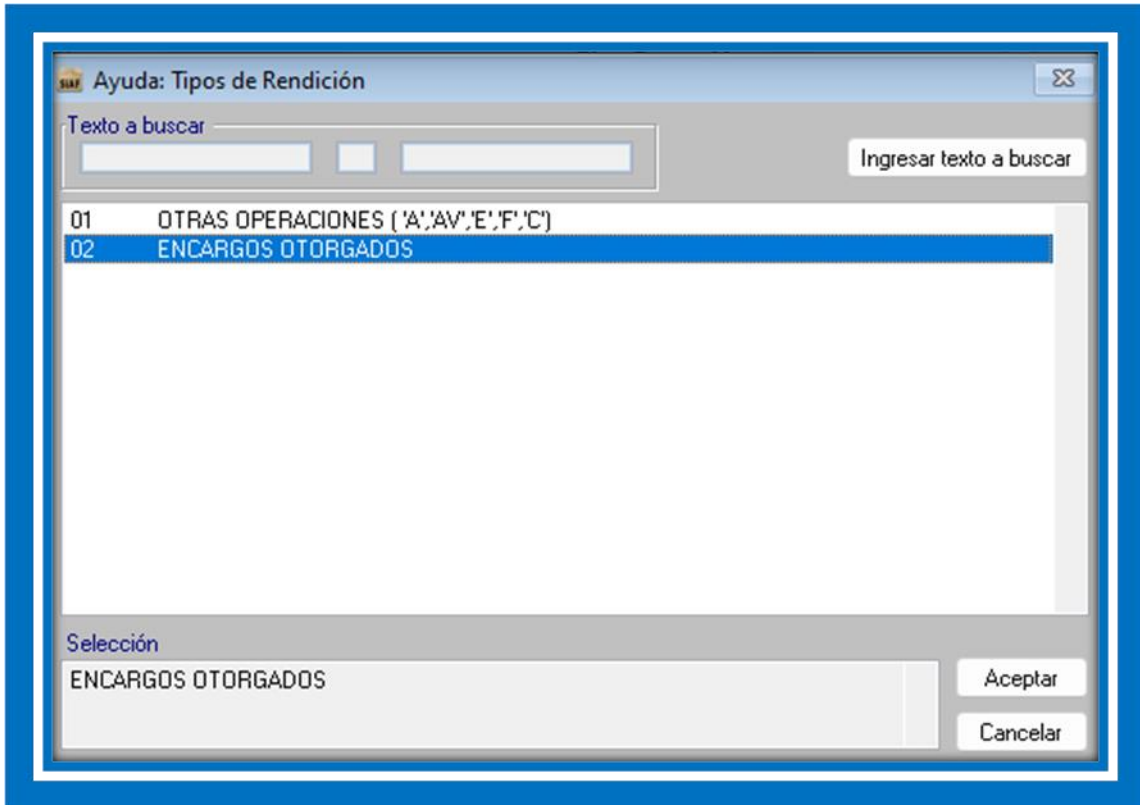 SIAF Ayuda: Tipos de Rendición
Texto a buscar
Ingresar texto a buscar
01 OTRAS OPERACIONES ( 'A','AV','E','F','C')
02 ENCARGOS OTORGADOS
Selección
ENCARGOS OTORGADOS
Aceptar
Cancelar